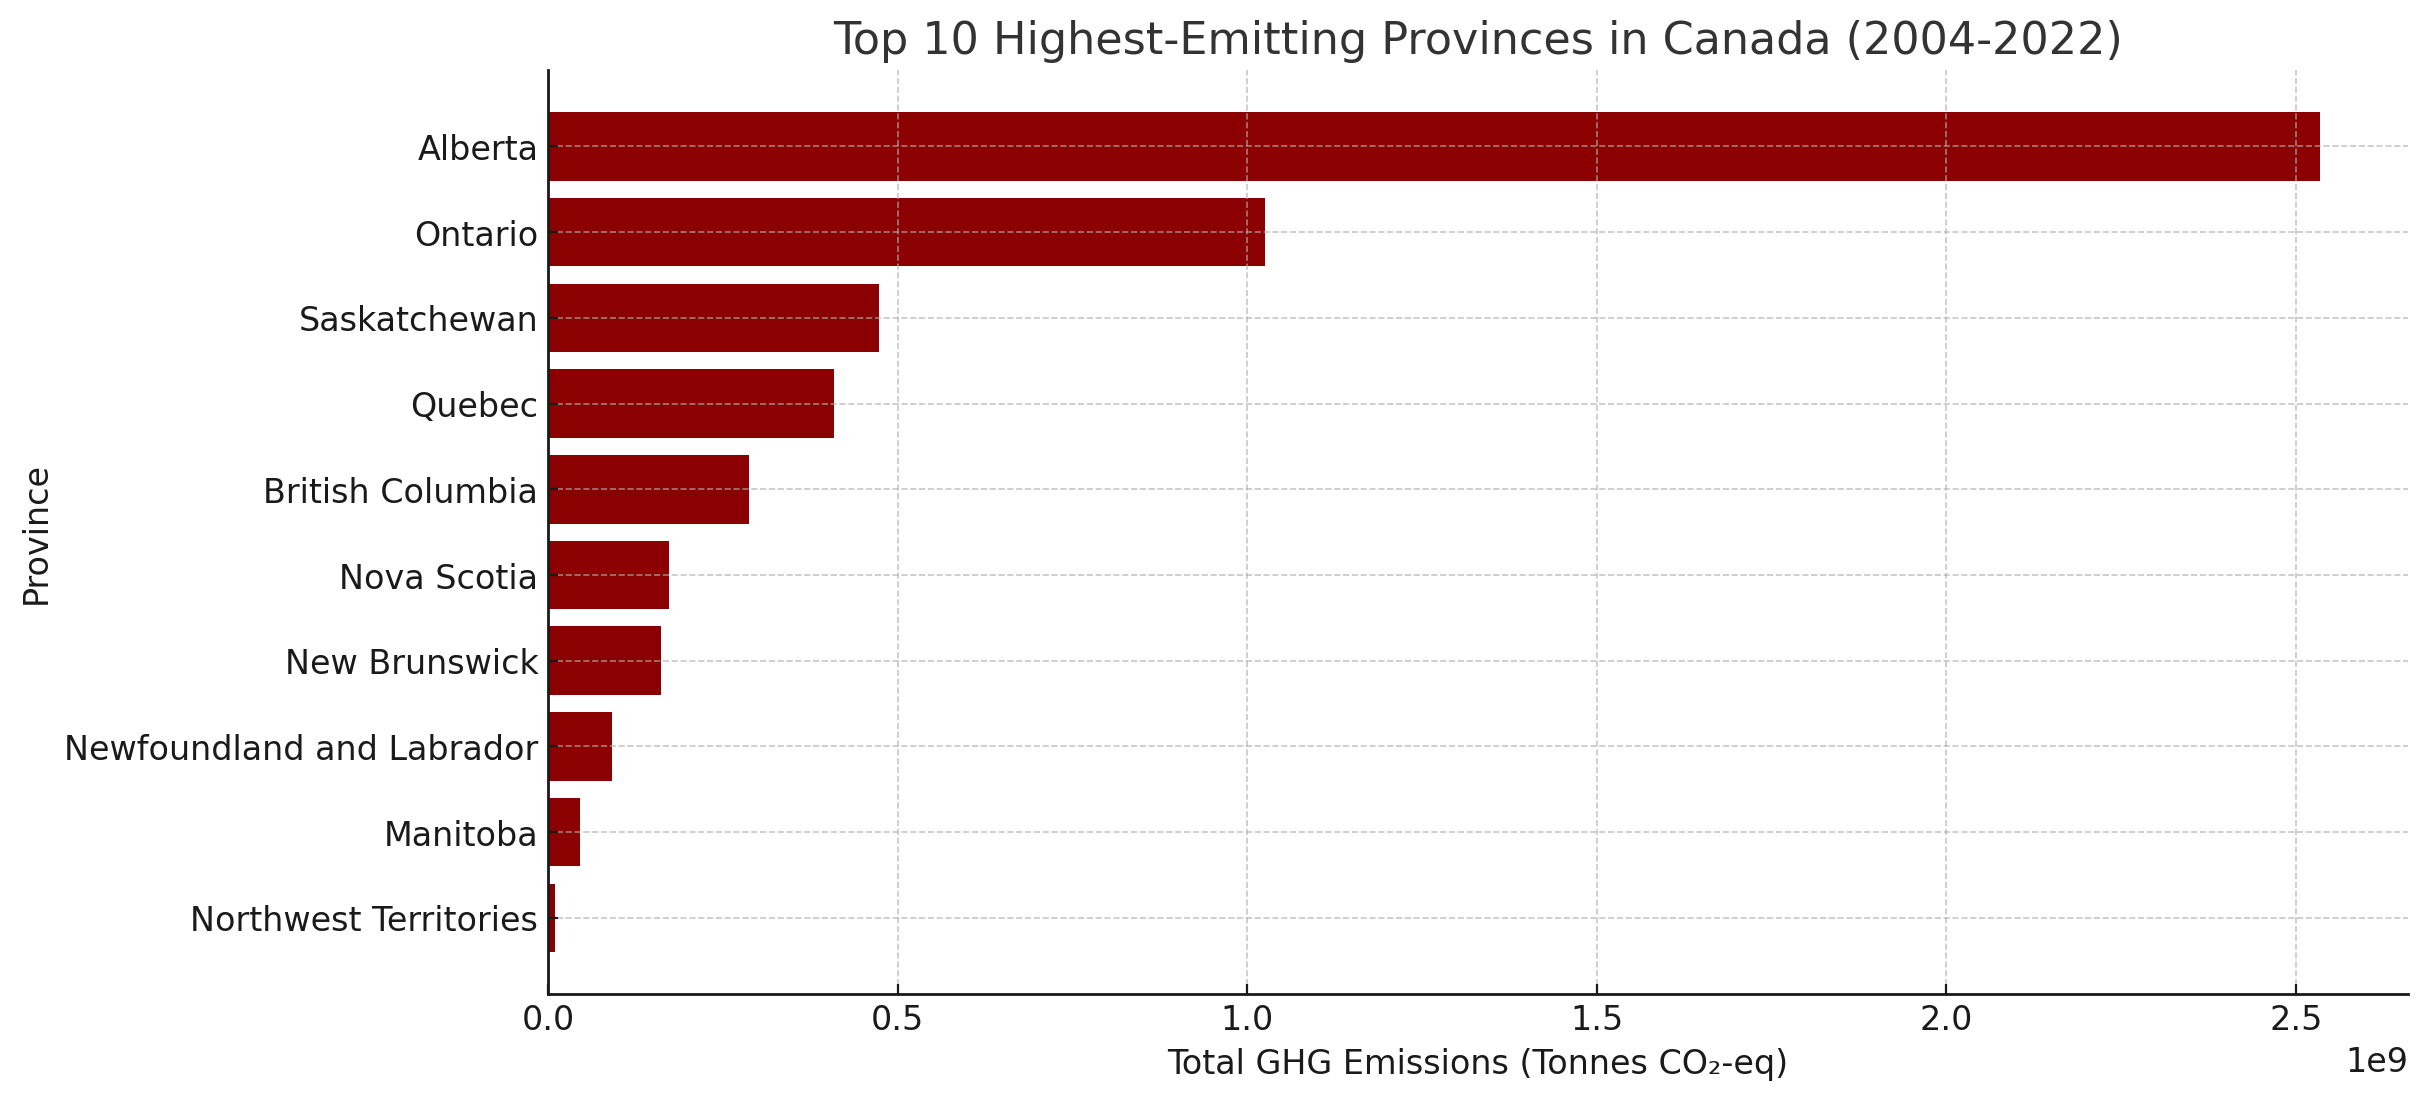 Top 10 Highest-Emitting Provinces in Canada (2004-2022)
Province
Alberta
Ontario
Saskatchewan
Quebec
British Columbia
Nova Scotia
New Brunswick
Newfoundland and Labrador
Manitoba
Northwest Territories
0.0 0.5 1.0 1.5 2.0 2.5
Total GHG Emissions (Tonnes CO₂-eq)
1e9